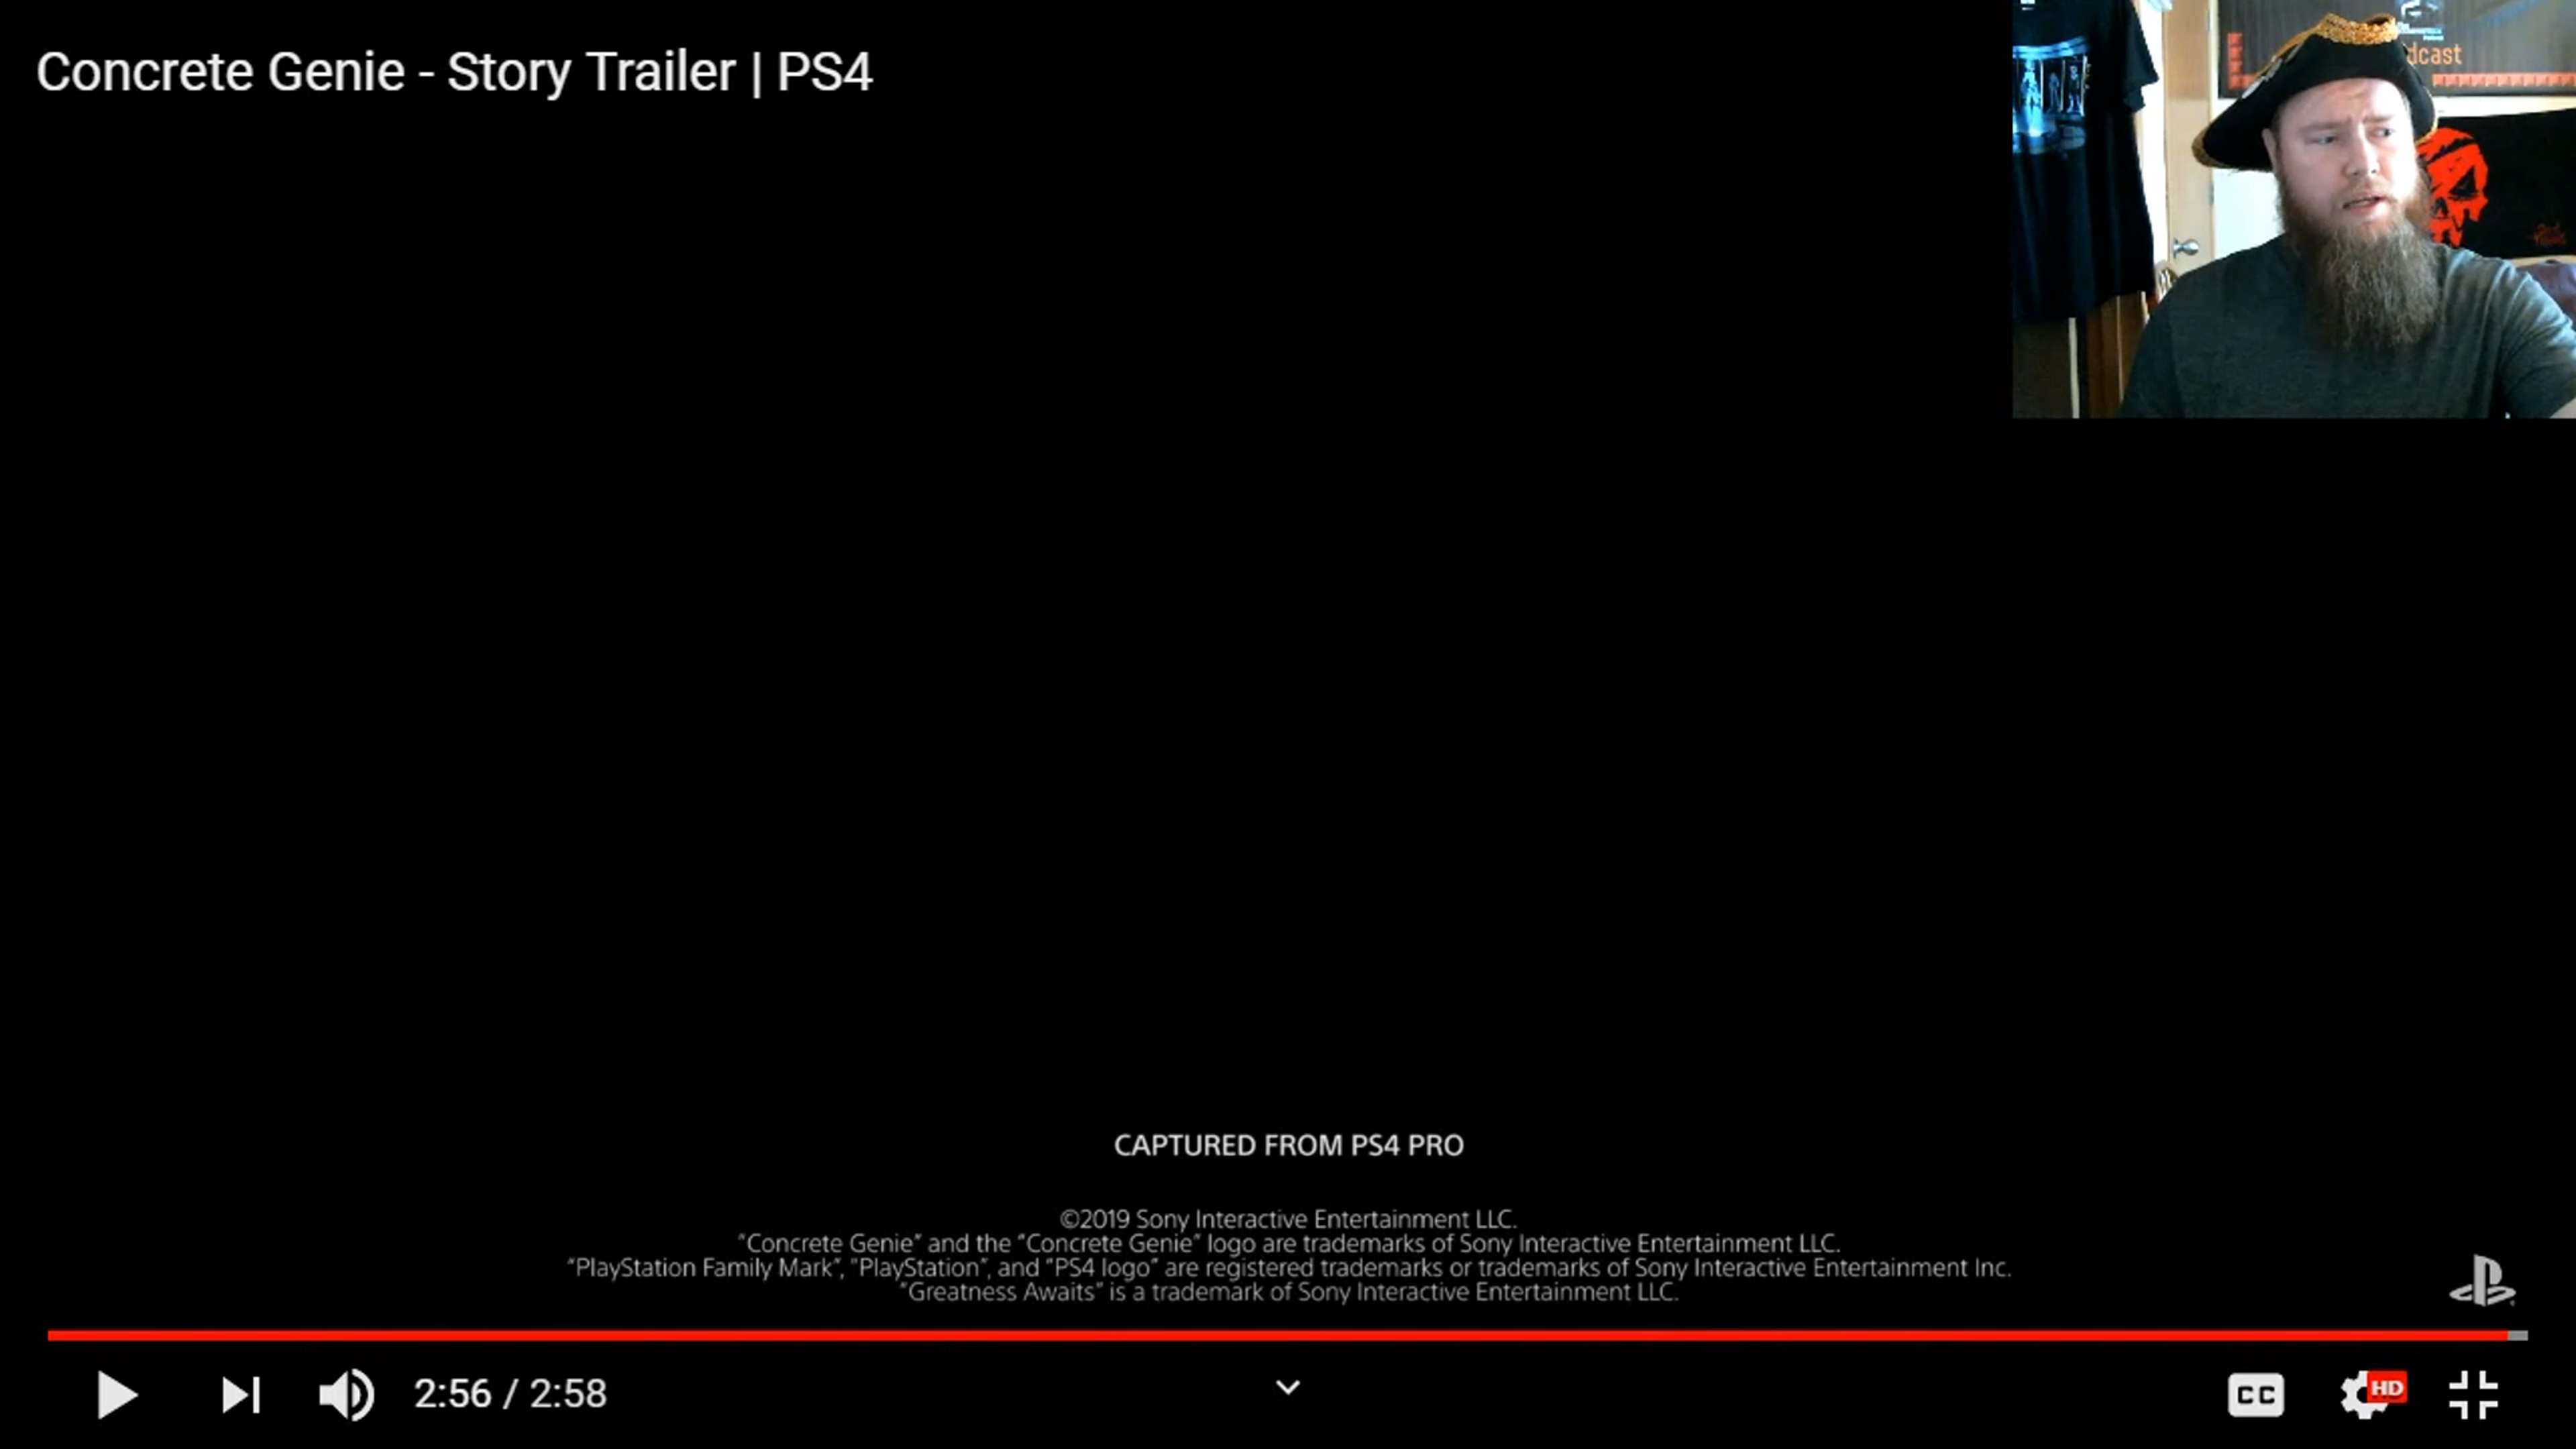 Concrete Genie - Story Trailer | PS4
dcast
CAPTURED FROM PS4 PRO
©2019 Sony Interactive Entertainment LLC.
"Concrete Genie" and the "Concrete Genie" logo are trademarks of Sony Interactive Entertainment LLC.
"PlayStation Family Mark", "PlayStation", and "PS4 logo" are registered trademarks or trademarks of Sony Interactive Entertainment Inc.
"Greatness Awaits" is a trademark of Sony Interactive Entertainment LLC.
2:56 / 2:58
CC
HD